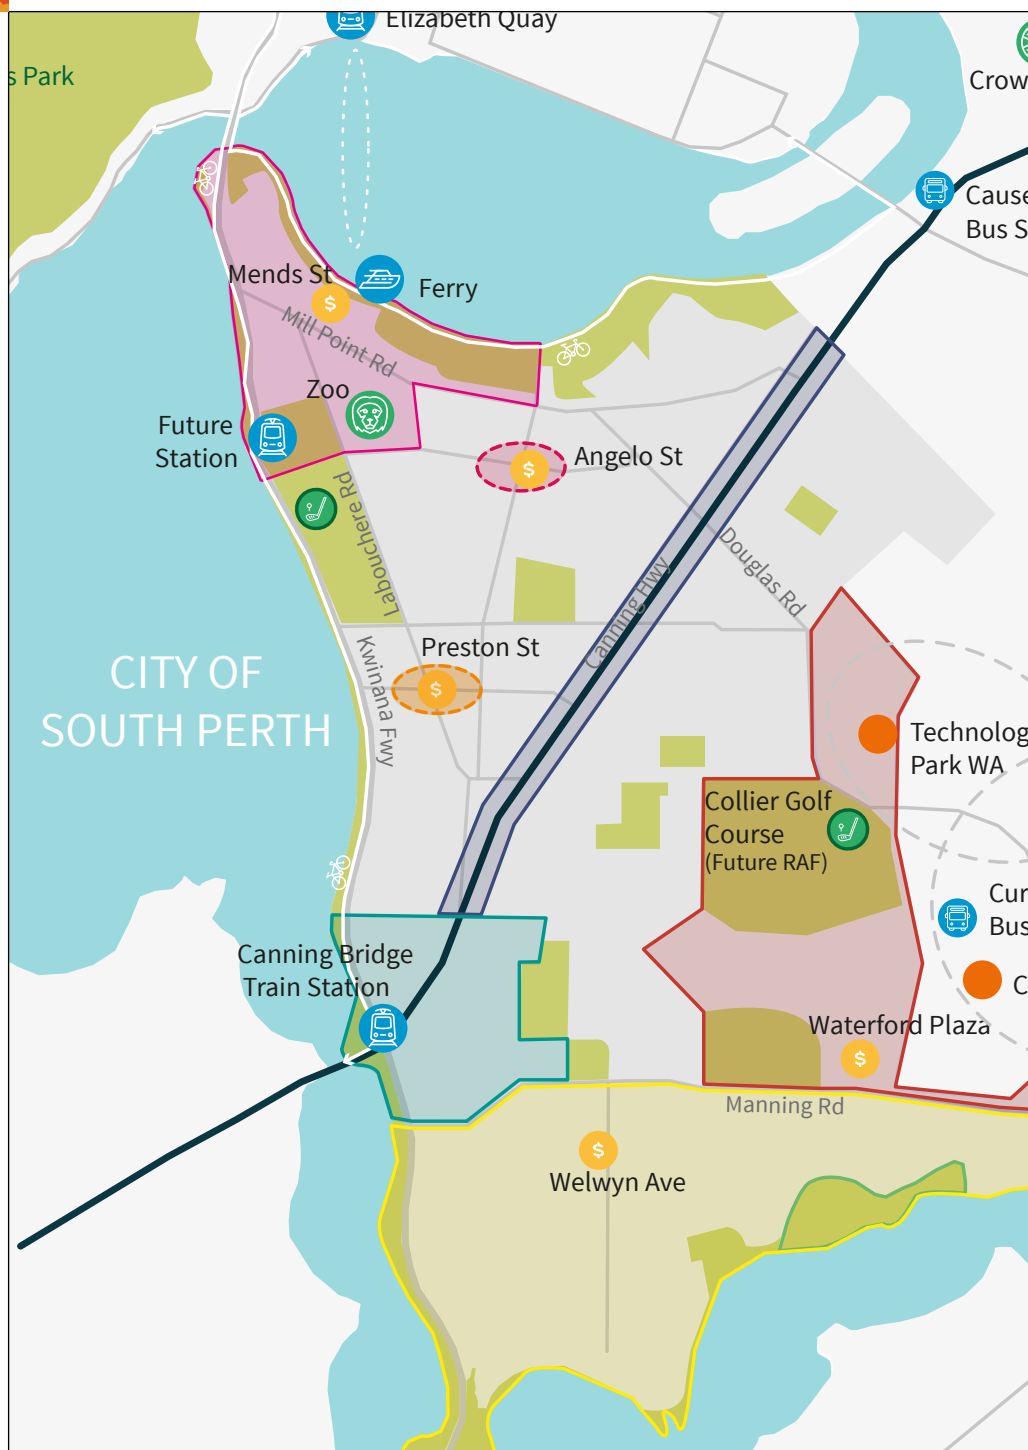 Elizabeth Quay
s Park
Crow
Cause
Bus S
Mends St
Ferry
Mill Point Rd
Zoo
Future
Station
Angelo St
Labouchere Rd
Douglas Rd
Canning Hwy
Preston St
Kwinana Fwy
CITY OF
SOUTH PERTH
Technolog
Park WA
Collier Golf
Course
(Future RAF)
Cur
Bus
Canning Bridge
Train Station
C
Waterford Plaza
Manning Rd
Welwyn Ave
$
$
$
$
$